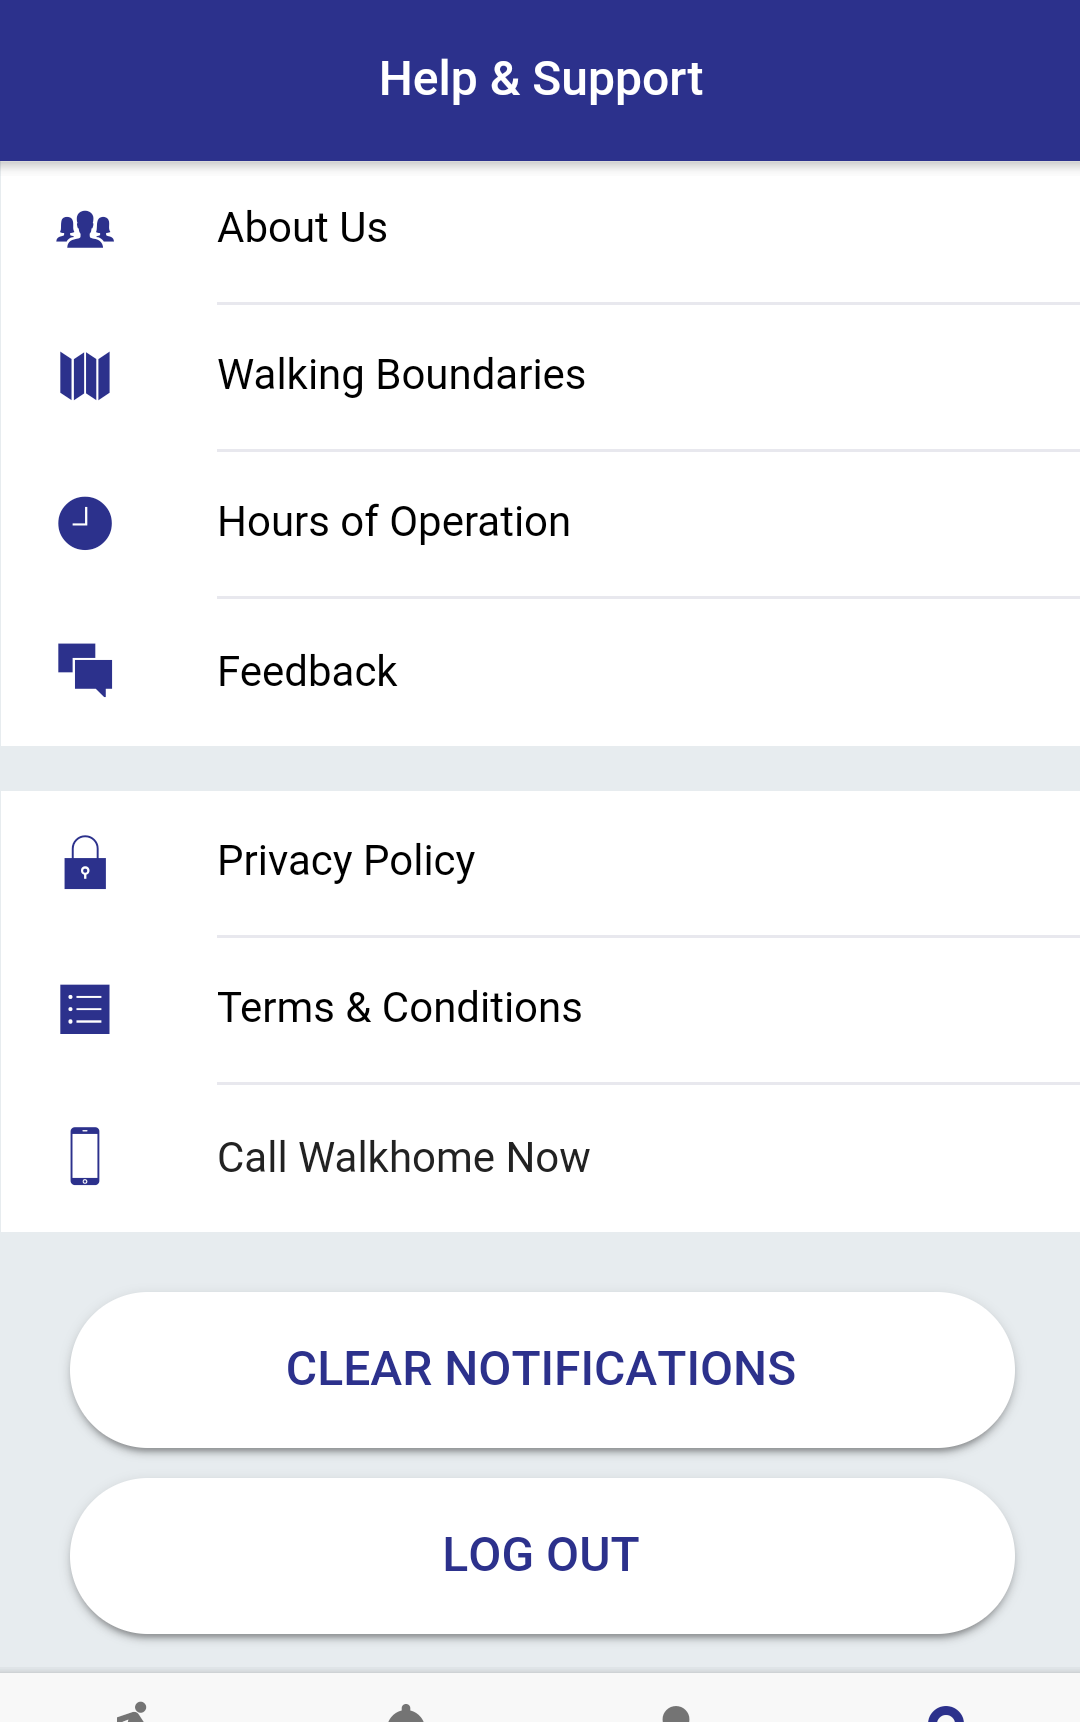 Help & Support
About Us
Walking Boundaries
Hours of Operation
Feedback
Privacy Policy
Terms & Conditions
Call Walkhome Now
CLEAR NOTIFICATIONS
LOG OUT